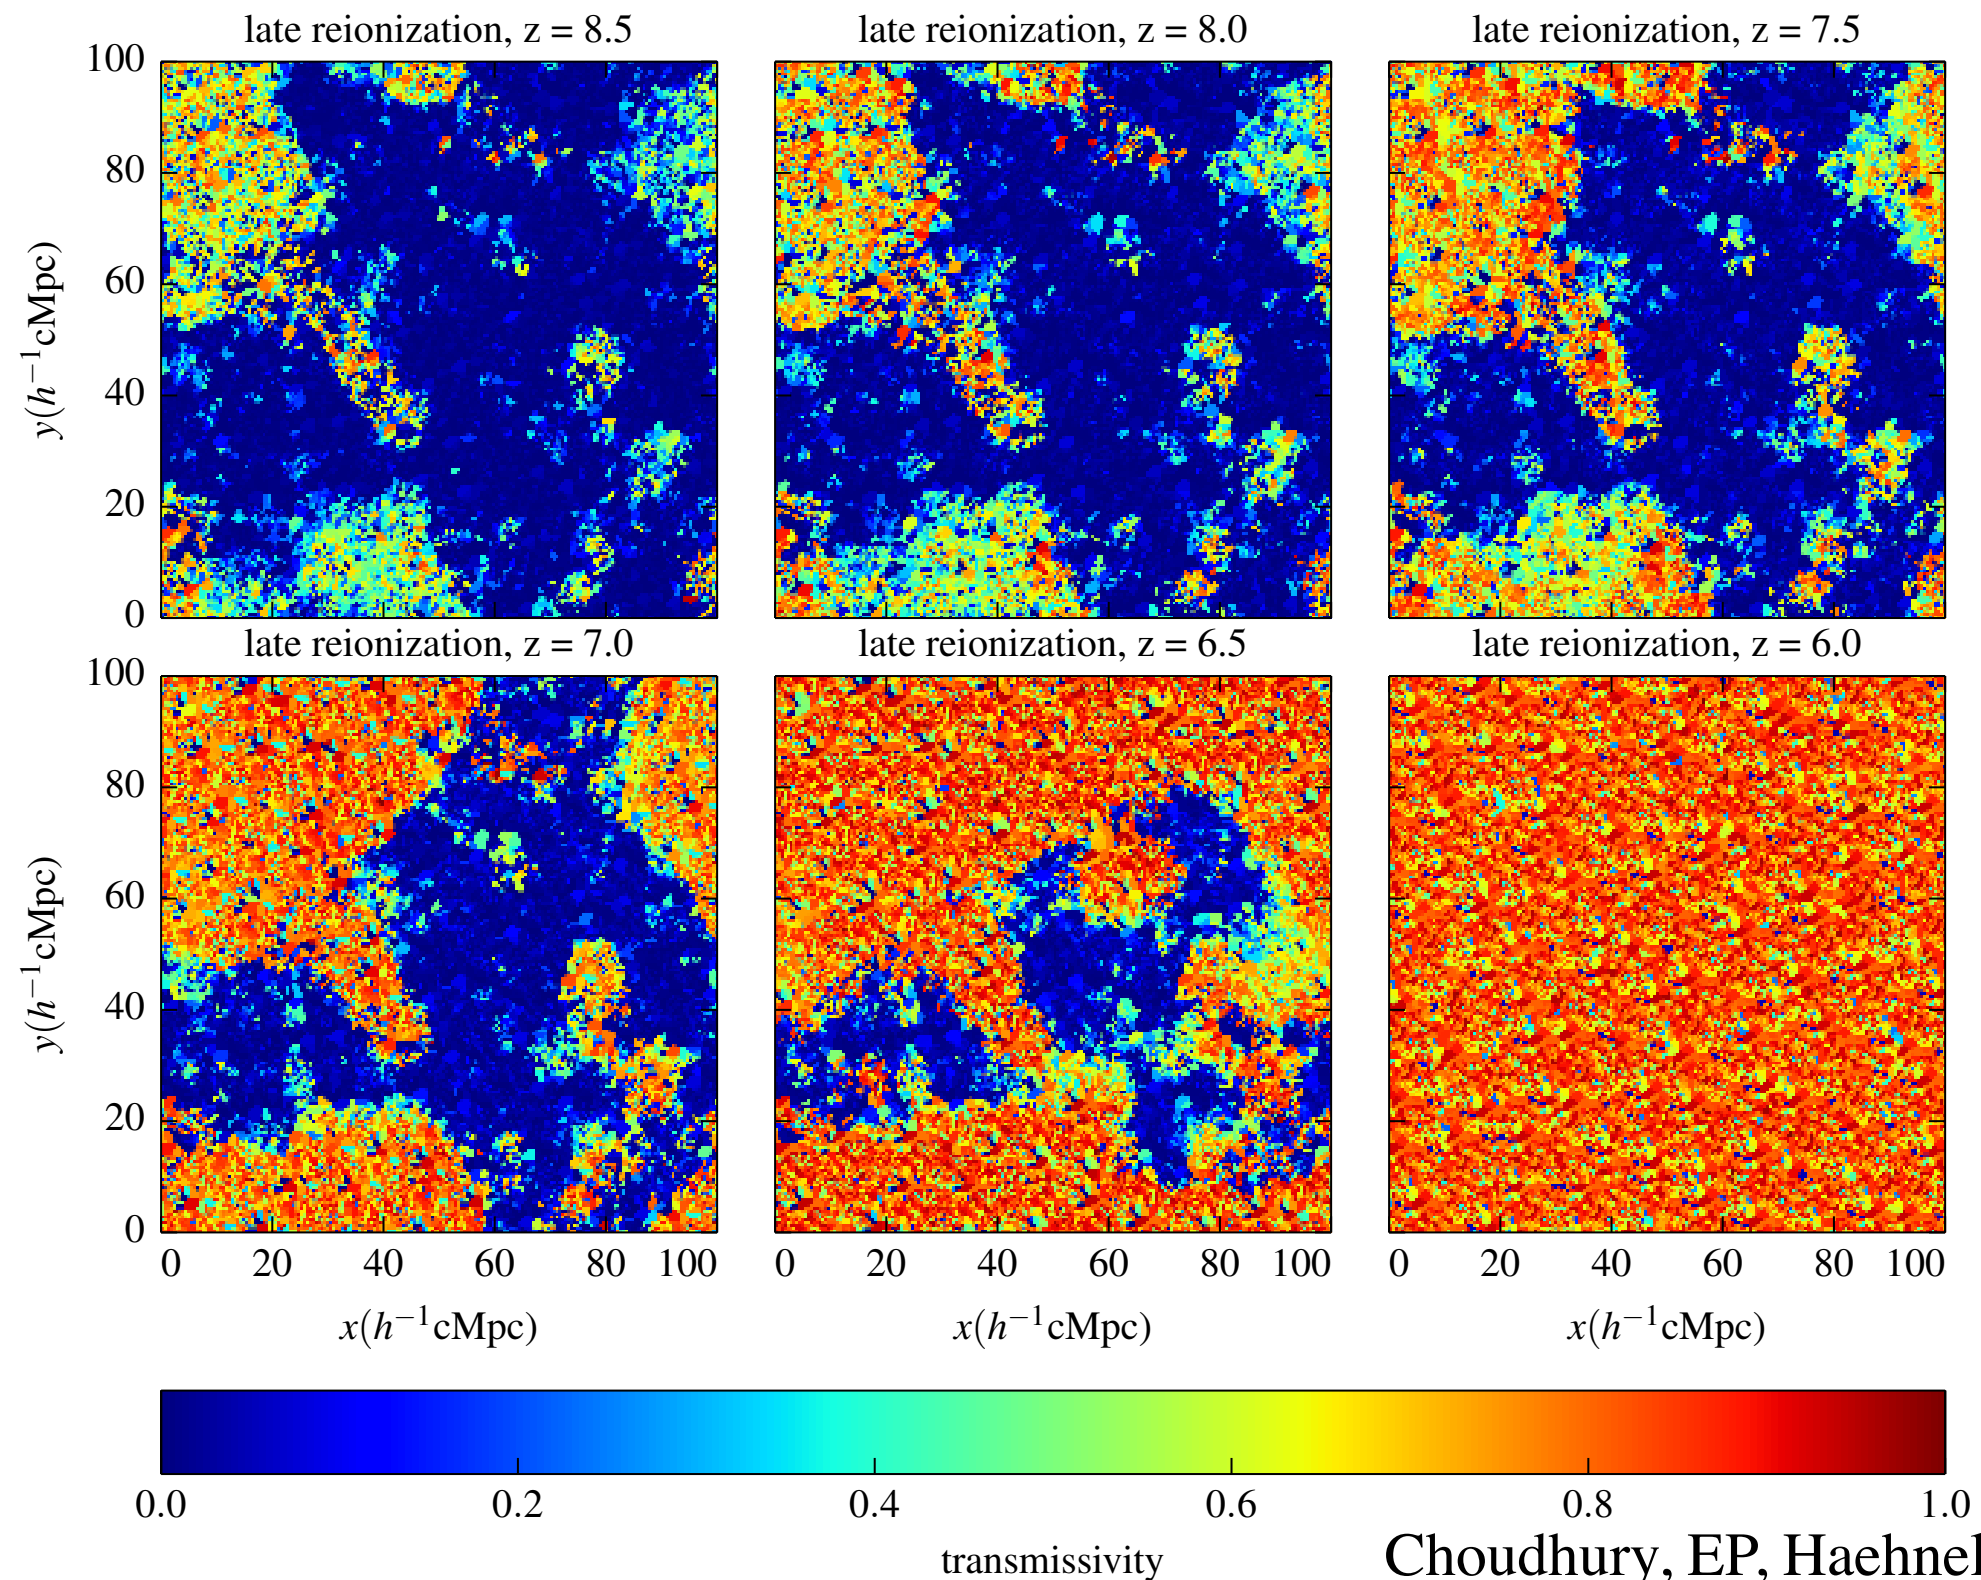 late reionization, z = 8.5
late reionization, z = 8.0
late reionization, z = 7.5
100
80
60
40
20
0
y(h⁻¹cMpc)
late reionization, z = 7.0
late reionization, z = 6.5
late reionization, z = 6.0
100
80
60
40
20
0
y(h⁻¹cMpc)
0 20 40 60 80 100
0 20 40 60 80 100
0 20 40 60 80 100
x(h⁻¹cMpc)
x(h⁻¹cMpc)
x(h⁻¹cMpc)
0.0 0.2 0.4 0.6 0.8 1.0
transmissivity
Choudhury, EP, Haehnel